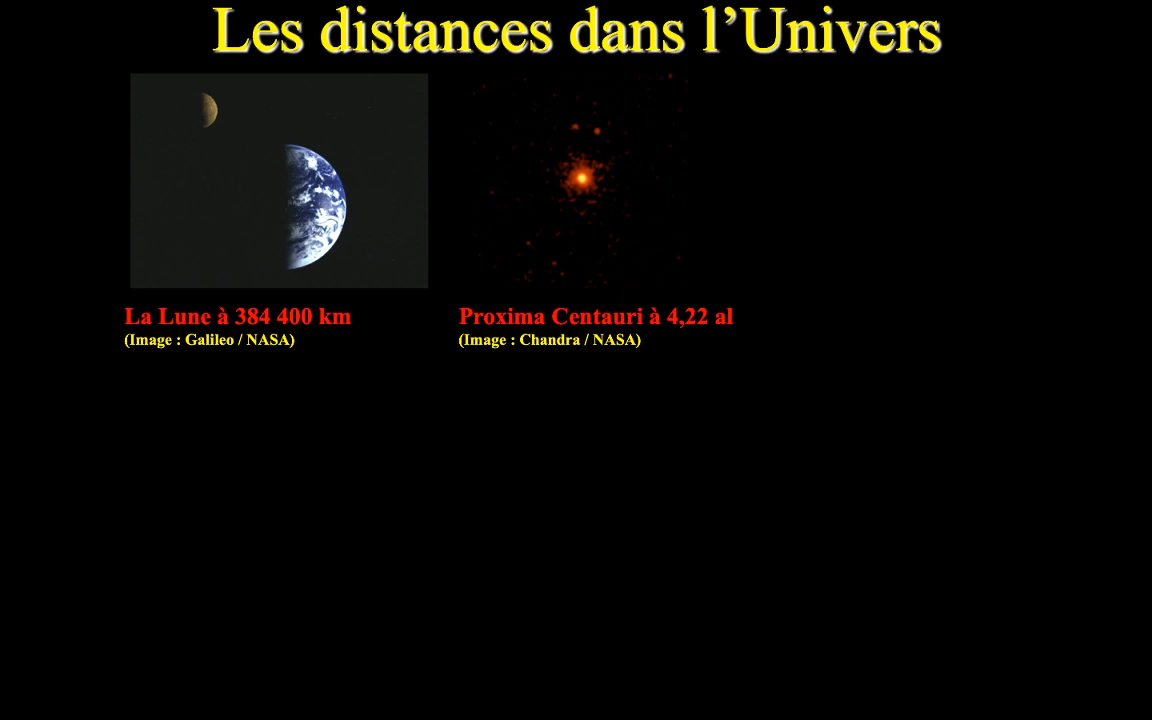 Les distances dans l’Univers
La Lune à 384 400 km
(Image : Galileo / NASA)
Proxima Centauri à 4,22 al
(Image : Chandra / NASA)